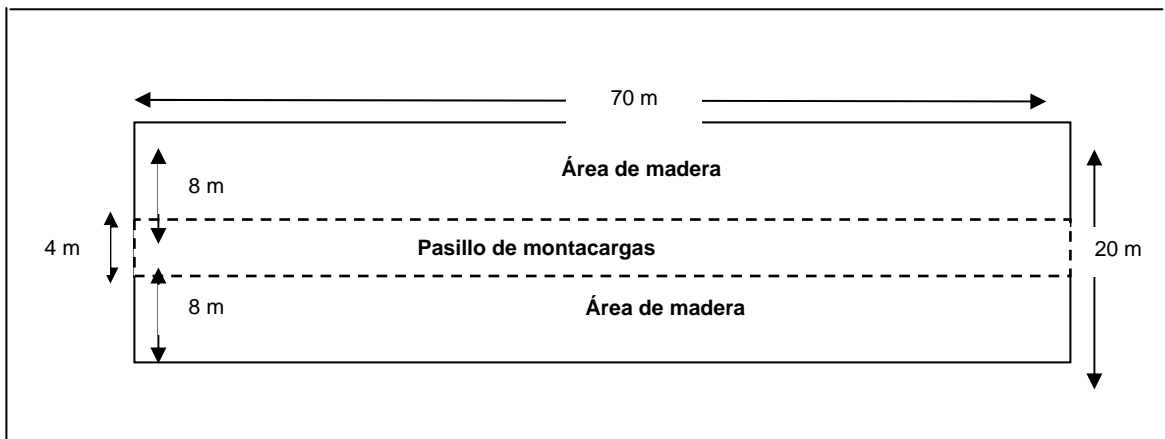 70 m
Área de madera
8 m
4 m
Pasillo de montacargas
20 m
8 m
Área de madera